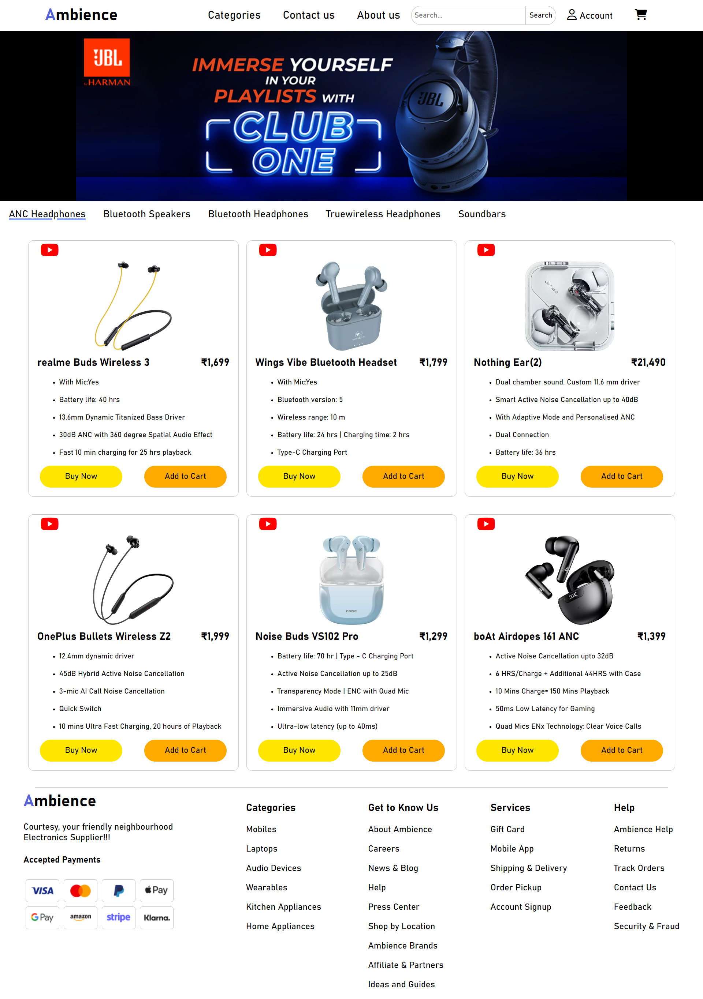 Ambience
Categories
Contact us
About us
Search...
Search
Account
JBL
by HARMAN
IMMERSE YOURSELF
IN YOUR
PLAYLISTS WITH
CLUB
ONE
CLUB
JBL
ANC Headphones
Bluetooth Speakers
Bluetooth Headphones
Truewireless Headphones
Soundbars
ear (case)
WINGS
realme Buds Wireless 3 ₹1,699
With Mic:Yes
Battery life: 40 hrs
13.6mm Dynamic Titanized Bass Driver
30dB ANC with 360 degree Spatial Audio Effect
Fast 10 min charging for 25 hrs playback
Buy Now
Add to Cart
Wings Vibe Bluetooth Headset ₹1,799
With Mic:Yes
Bluetooth version: 5
Wireless range: 10 m
Battery life: 24 hrs | Charging time: 2 hrs
Type-C Charging Port
Buy Now
Add to Cart
Nothing Ear(2) ₹21,490
Dual chamber sound. Custom 11.6 mm driver
Smart Active Noise Cancellation up to 40dB
With Adaptive Mode and Personalised ANC
Dual Connection
Battery life: 36 hrs
Buy Now
Add to Cart
OnePlus Bullets Wireless Z2 ₹1,999
12.4mm dynamic driver
45dB Hybrid Active Noise Cancellation
3-mic AI Call Noise Cancellation
Quick Switch
10 mins Ultra Fast Charging, 20 hours of Playback
Buy Now
Add to Cart
noise
Noise Buds VS102 Pro ₹1,299
Battery life: 70 hr | Type - C Charging Port
Active Noise Cancellation up to 25dB
Transparency Mode | ENC with Quad Mic
Immersive Audio with 11mm driver
Ultra-low latency (up to 40ms)
Buy Now
Add to Cart
boAt
boAt Airdopes 161 ANC ₹1,399
Active Noise Cancellation upto 32dB
6 HRS/Charge + Additional 44HRS with Case
10 Mins Charge= 150 Mins Playback
50ms Low Latency for Gaming
Quad Mics ENx Technology: Clear Voice Calls
Buy Now
Add to Cart
Ambience
Courtesy, your friendly neighbourhood
Electronics Supplier!!!
Accepted Payments
VISA
Pay
G Pay
amazon
stripe
Klarna.
Categories
Mobiles
Laptops
Audio Devices
Wearables
Kitchen Appliances
Home Appliances
Get to Know Us
About Ambience
Careers
News & Blog
Help
Press Center
Shop by Location
Ambience Brands
Affiliate & Partners
Ideas and Guides
Services
Gift Card
Mobile App
Shipping & Delivery
Order Pickup
Account Signup
Help
Ambience Help
Returns
Track Orders
Contact Us
Feedback
Security & Fraud